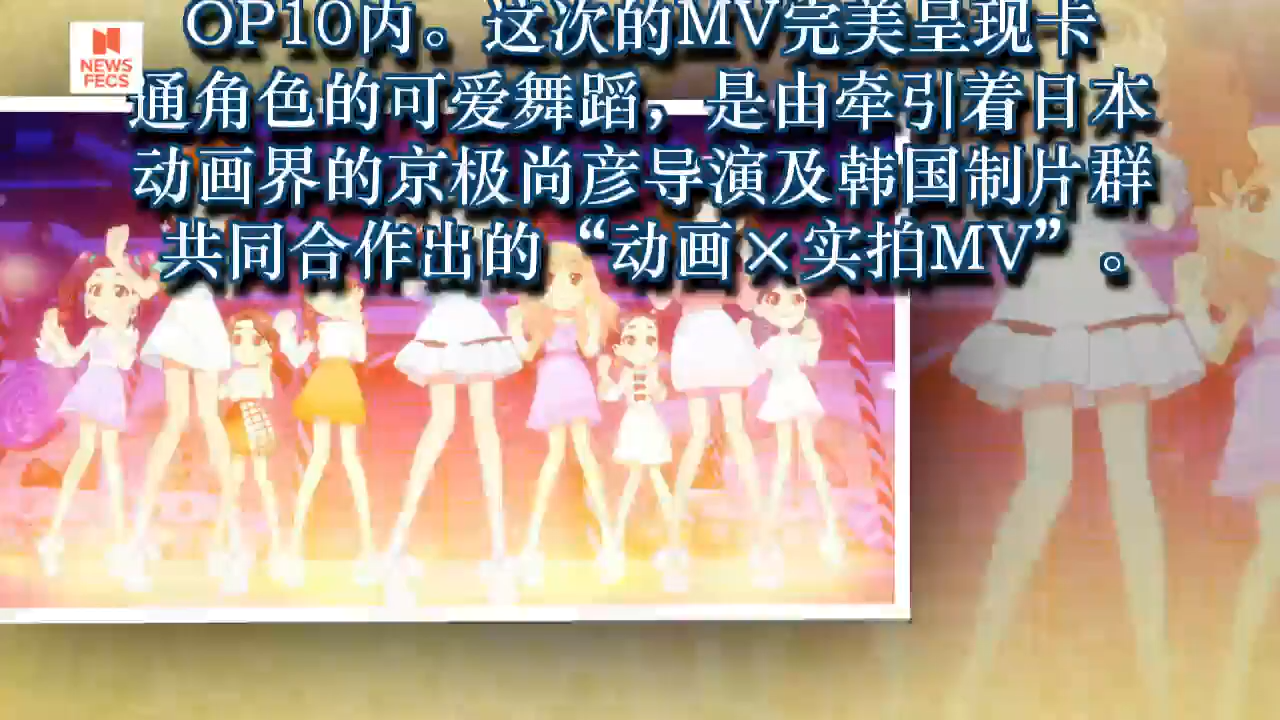 NEWS
FECS
OP10内。这次的MV完美呈现卡
通角色的可爱舞蹈，是由牵引着日本
动画界的京极尚彦导演及韩国制片群
共同合作出的“动画×实拍MV”。